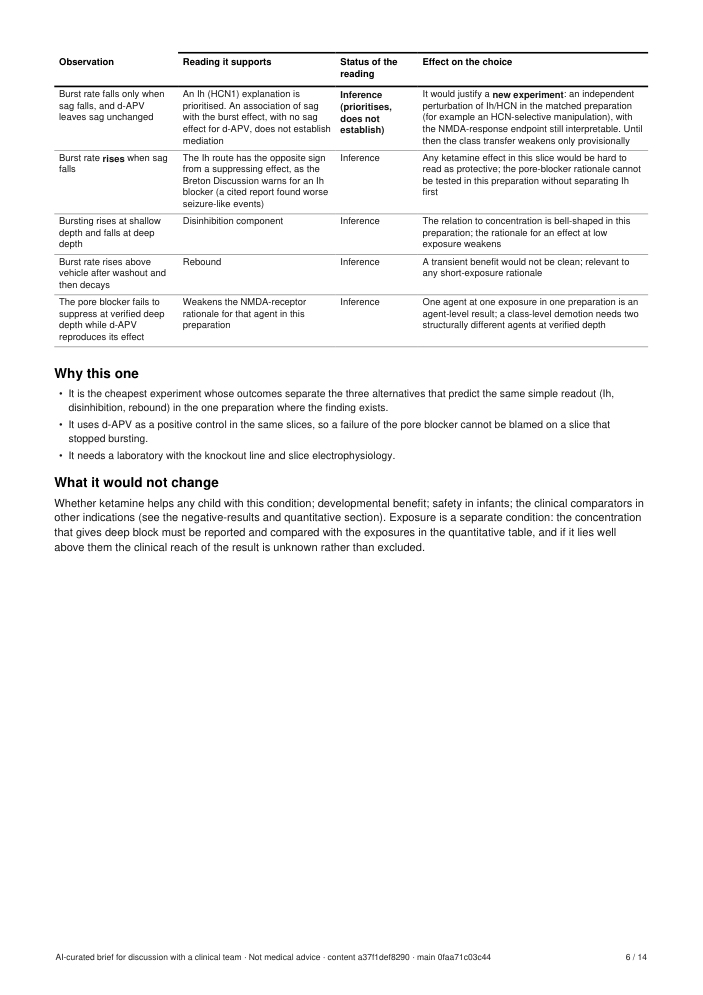 Observation
Reading it supports
Status of the
reading
Effect on the choice
Burst rate falls only when
sag falls, and d-APV
leaves sag unchanged
An Ih (HCN1) explanation is
prioritised. An association of sag
with the burst effect, with no sag
effect for d-APV, does not establish
mediation
Inference
(prioritises,
does not
establish)
It would justify a new experiment: an independent
perturbation of Ih/HCN in the matched preparation
(for example an HCN-selective manipulation), with
the NMDA-response endpoint still interpretable. Until
then the class transfer weakens only provisionally
Burst rate rises when sag
falls
The Ih route has the opposite sign
from a suppressing effect, as the
Breton Discussion warns for an Ih
blocker (a cited report found worse
seizure-like events)
Inference
Any ketamine effect in this slice would be hard to
read as protective; the pore-blocker rationale cannot
be tested in this preparation without separating Ih
first
Bursting rises at shallow
depth and falls at deep
depth
Disinhibition component
Inference
The relation to concentration is bell-shaped in this
preparation; the rationale for an effect at low
exposure weakens
Burst rate rises above
vehicle after washout and
then decays
Rebound
Inference
A transient benefit would not be clean; relevant to
any short-exposure rationale
The pore blocker fails to
suppress at verified deep
depth while d-APV
reproduces its effect
Weakens the NMDA-receptor
rationale for that agent in this
preparation
Inference
One agent at one exposure in one preparation is an
agent-level result; a class-level demotion needs two
structurally different agents at verified depth
Why this one
• It is the cheapest experiment whose outcomes separate the three alternatives that predict the same simple readout (Ih,
disinhibition, rebound) in the one preparation where the finding exists.
• It uses d-APV as a positive control in the same slices, so a failure of the pore blocker cannot be blamed on a slice that
stopped bursting.
• It needs a laboratory with the knockout line and slice electrophysiology.
What it would not change
Whether ketamine helps any child with this condition; developmental benefit; safety in infants; the clinical comparators in
other indications (see the negative-results and quantitative section). Exposure is a separate condition: the concentration
that gives deep block must be reported and compared with the exposures in the quantitative table, and if it lies well
above them the clinical reach of the result is unknown rather than excluded.
AI-curated brief for discussion with a clinical team · Not medical advice · content a37f1def8290 · main 0faa71c03c44
6 / 14